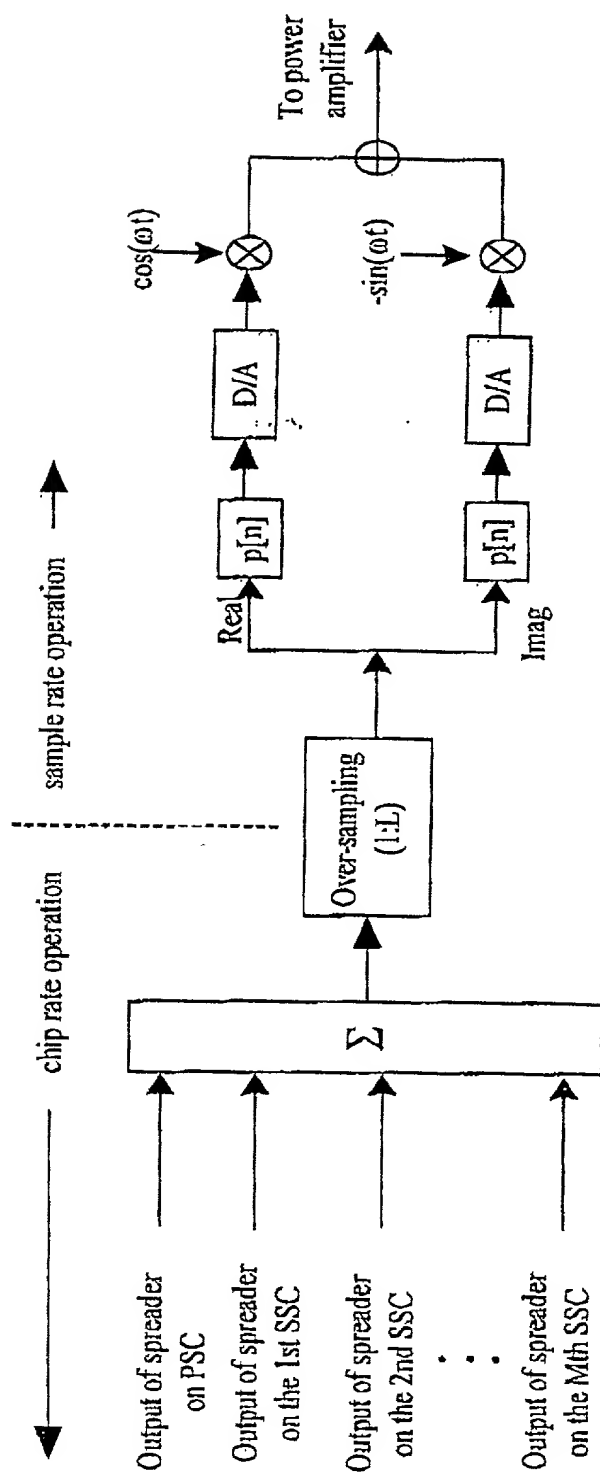 chip rate operation
sample rate operation
Output of spreader
on PSC
Output of spreader
on the 1st SSC
Output of spreader
on the 2nd SSC
Output of spreader
on the Mth SSC
Σ
Over-sampling
(1:L)
Real
Imag
p[n]
D/A
cos(ωt)
p[n]
D/A
-sin(ωt)
To power
amplifier